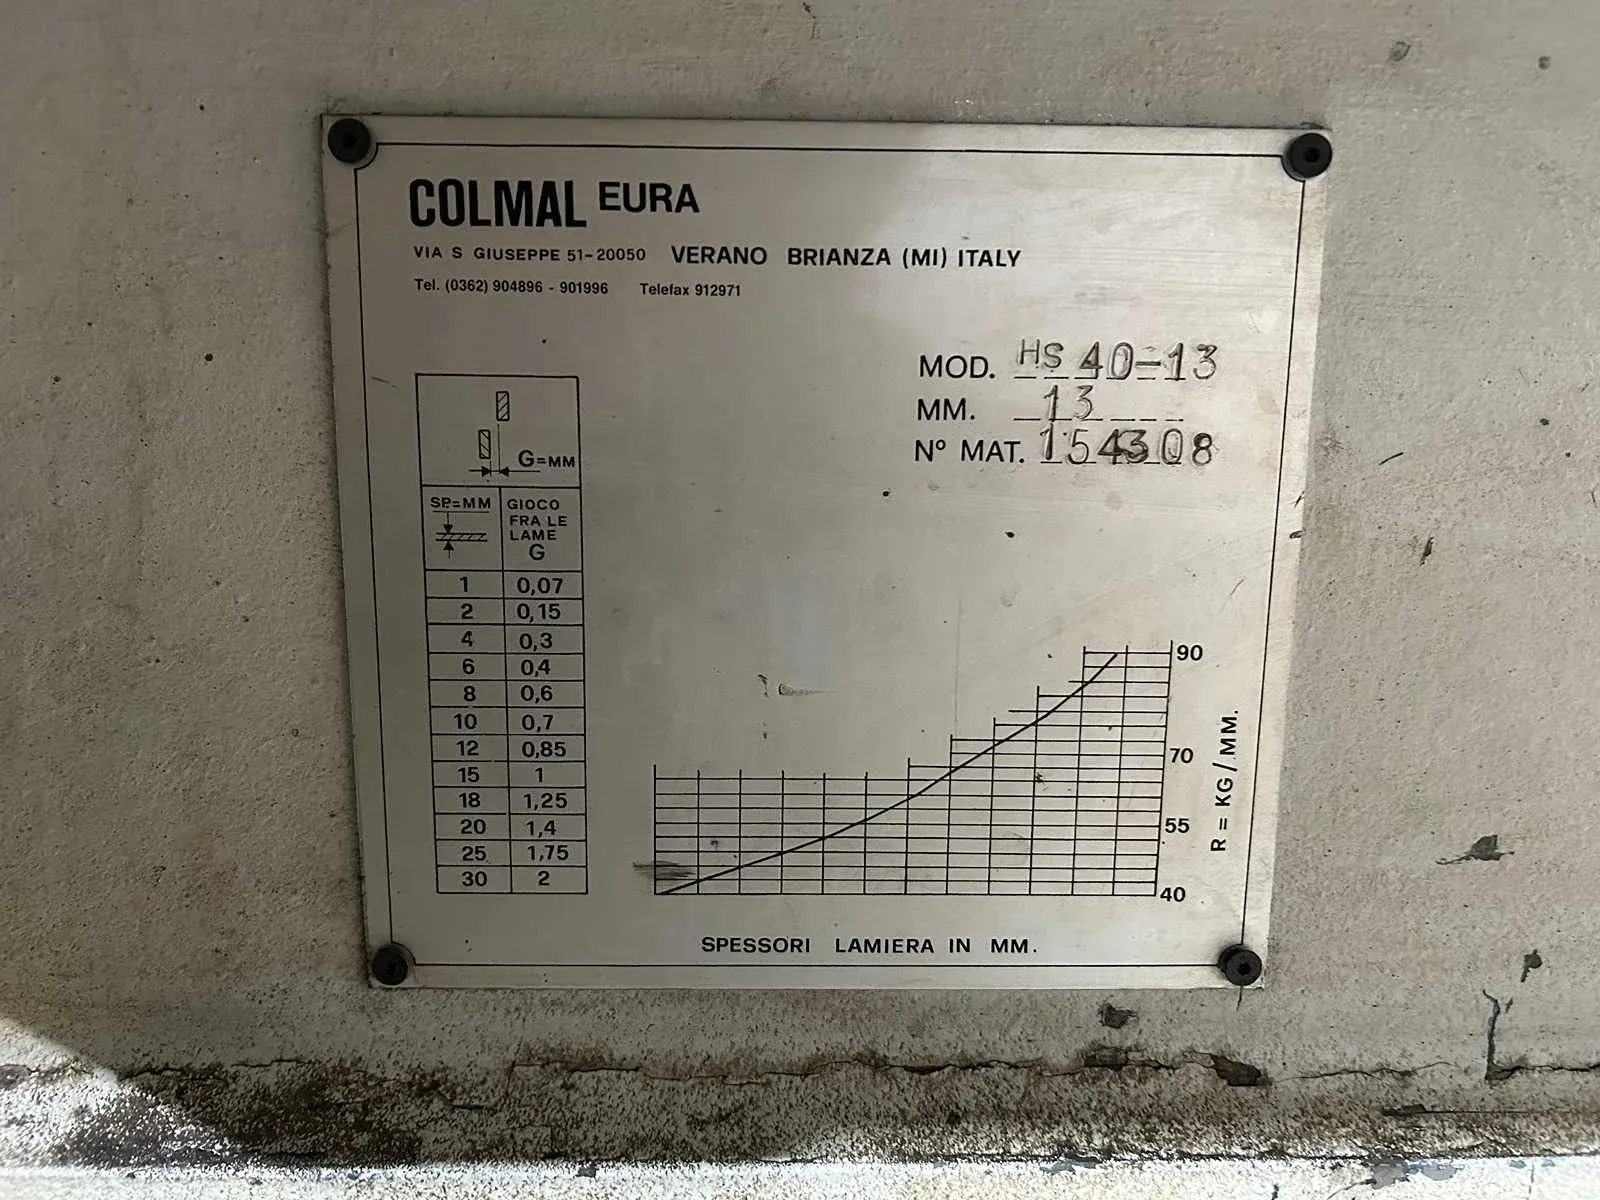 COLMAL EURA
VIA S GIUSEPPE 51-20050 VERANO BRIANZA (MI) ITALY
Tel. (0362) 904896 - 901996 Telefax 912971
MOD. HS 40-13
MM. 13
Nº MAT.
G=MM
SP=MM GIOCO
FRA LE
LAME
G
1 0,07
2 0,15
4 0,3
6 0,4
8 0,6
10 0,7
12 0,85
15 1
18 1,25
20 1,4
25 1,75
30 2
90
70
55
40
R = KG/MM.
SPESSORI LAMIERA IN MM.